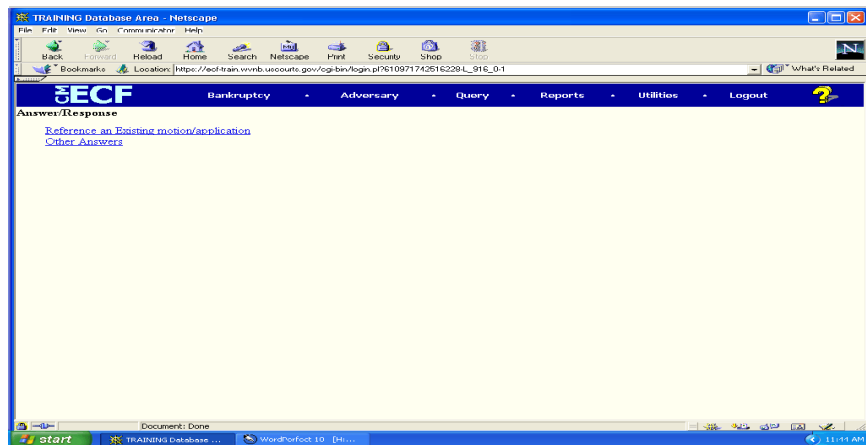 TRAINING Database Area - Netscape
File Edit View Go Communicator Help
Back Forward Reload Home Search Netscape Print Security Shop Stop
Bookmarks Location: https://ecf-train.wvnb.uscourts.gov/cgi-bin/login.pl?610971742516228-L_916_0-1 What's Related
CM ECF Bankruptcy • Adversary • Query • Reports • Utilities • Logout ?
Answer/Response
Reference an Existing motion/application
Other Answers
Document: Done
start TRAINING Database ... WordPerfect 10 [H:... 11:44 AM